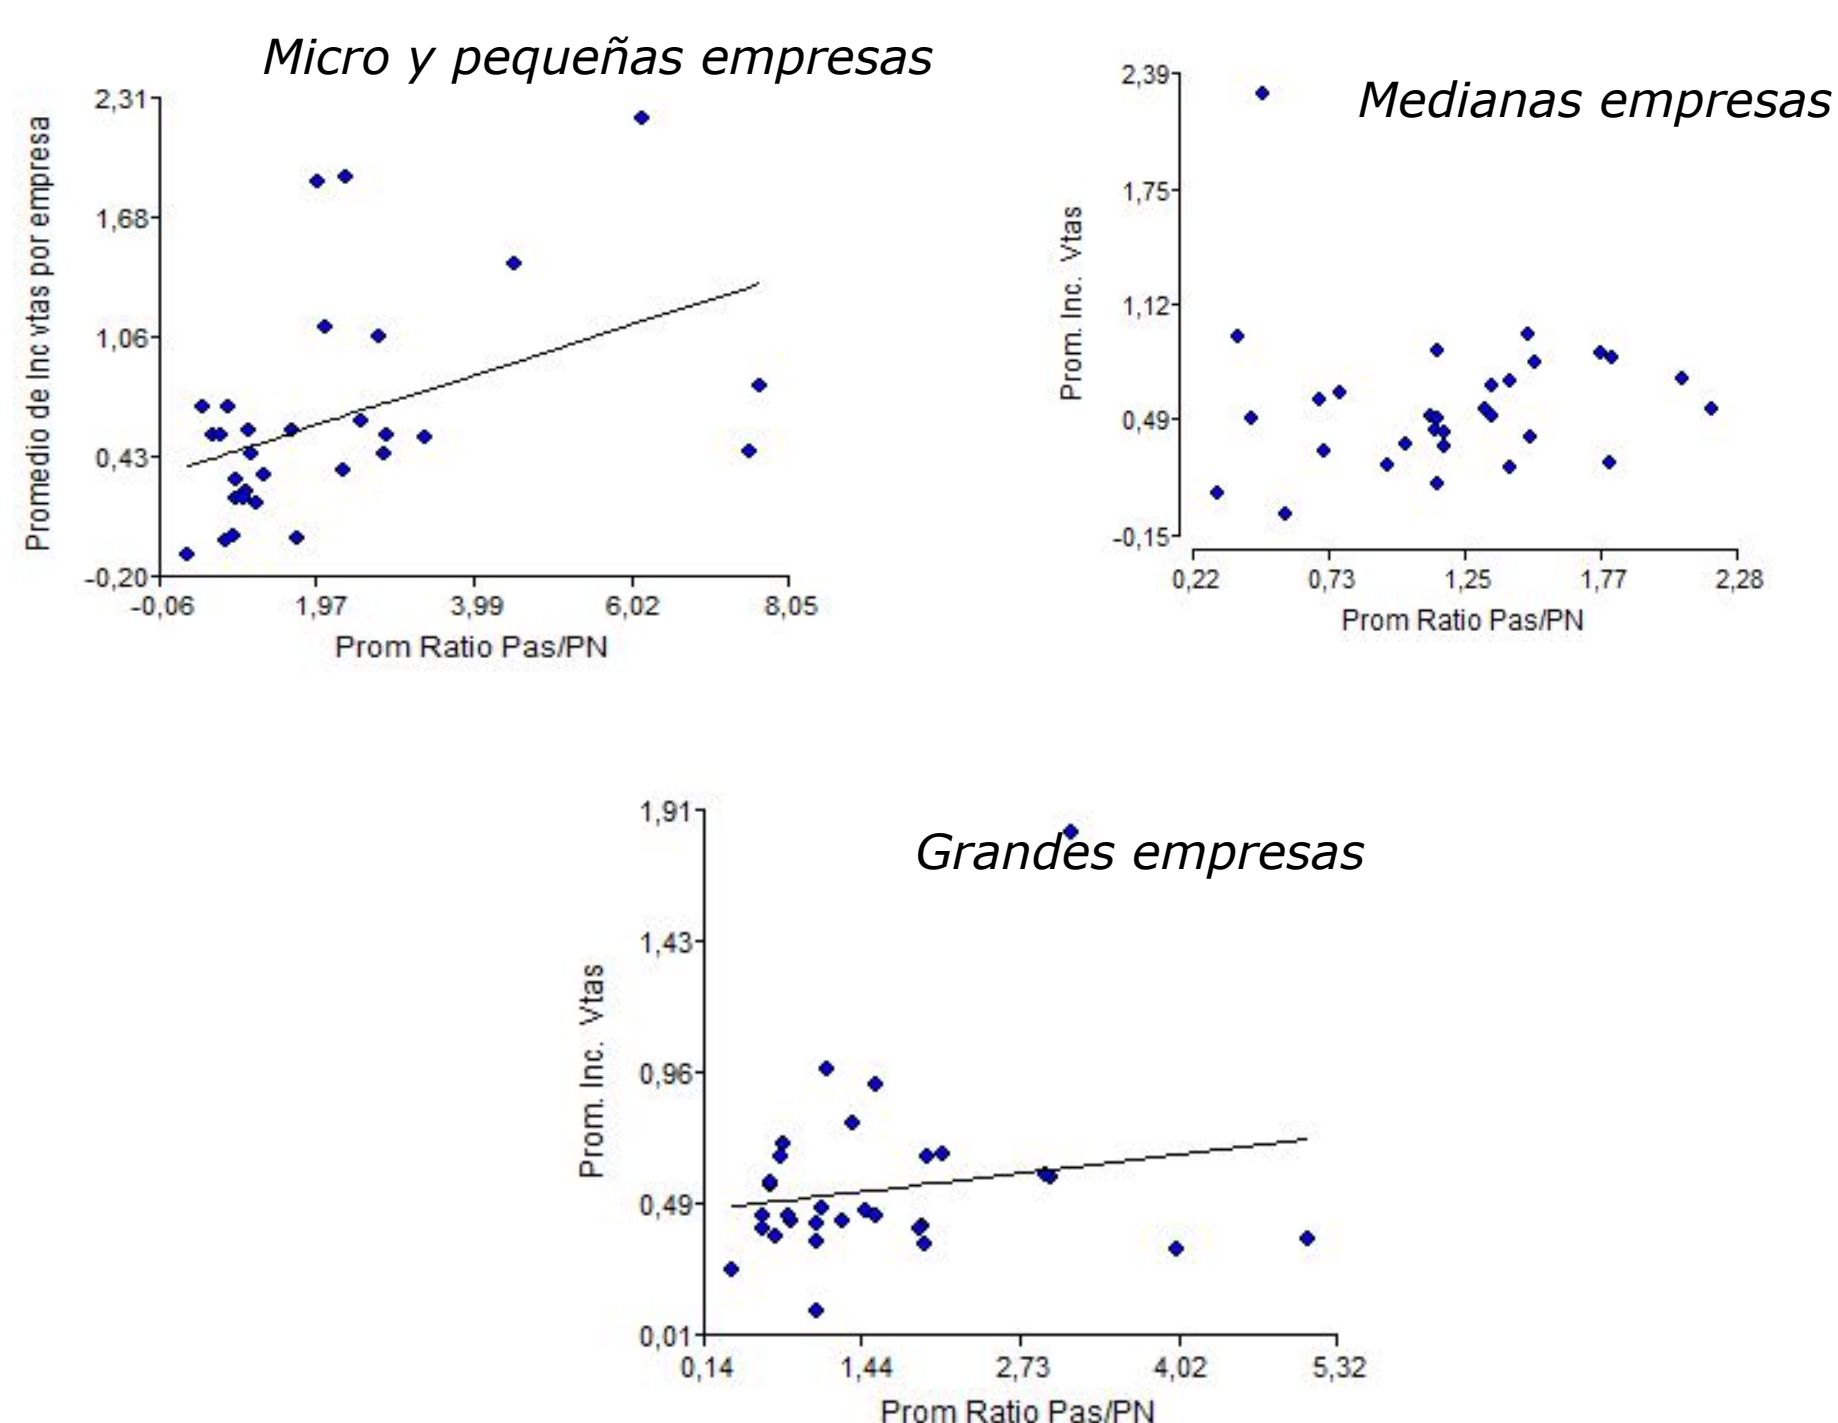 Micro y pequeñas empresas
Promedio de Inc vtas por empresa
2,31
1,68
1,06
0,43
-0,20
-0,06 1,97 3,99 6,02 8,05
Prom Ratio Pas/PN
Medianas empresas
Prom. Inc. Vtas
2,39
1,75
1,12
0,49
-0,15
0,22 0,73 1,25 1,77 2,28
Prom Ratio Pas/PN
Grandes empresas
Prom. Inc. Vtas
1,91
1,43
0,96
0,49
0,01
0,14 1,44 2,73 4,02 5,32
Prom Ratio Pas/PN